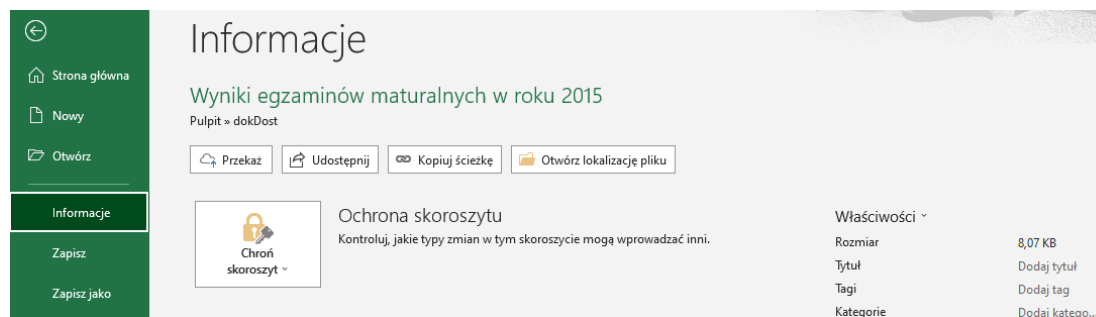 Informacje
Strona główna
Nowy
Otwórz
Informacje
Zapisz
Zapisz jako
Wyniki egzaminów maturalnych w roku 2015
Pulpit » dokDost
Przekaż
Udostępnij
Kopiuj ścieżkę
Otwórz lokalizację pliku
Chroń
skoroszyt
Ochrona skoroszytu
Kontroluj, jakie typy zmian w tym skoroszycie mogą wprowadzać inni.
Właściwości
Rozmiar 8,07 KB
Tytuł Dodaj tytuł
Tagi Dodaj tag
Kategorie Dodaj katego...